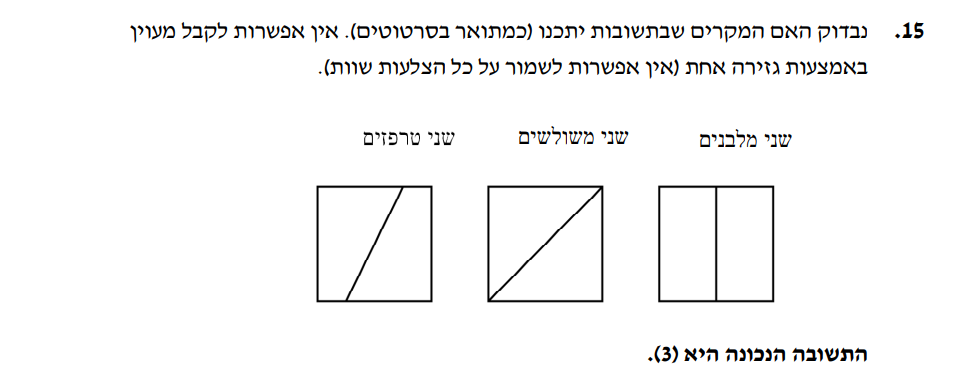 15. נבדוק האם המקרים שבתשובות יתכנו (כמתואר בסרטוטים). אין אפשרות לקבל מעוין
באמצעות גזירה אחת (אין אפשרות לשמור על כל הצלעות שוות).
שני מלבנים שני משולשים שני טרפזים
התשובה הנכונה היא (3).